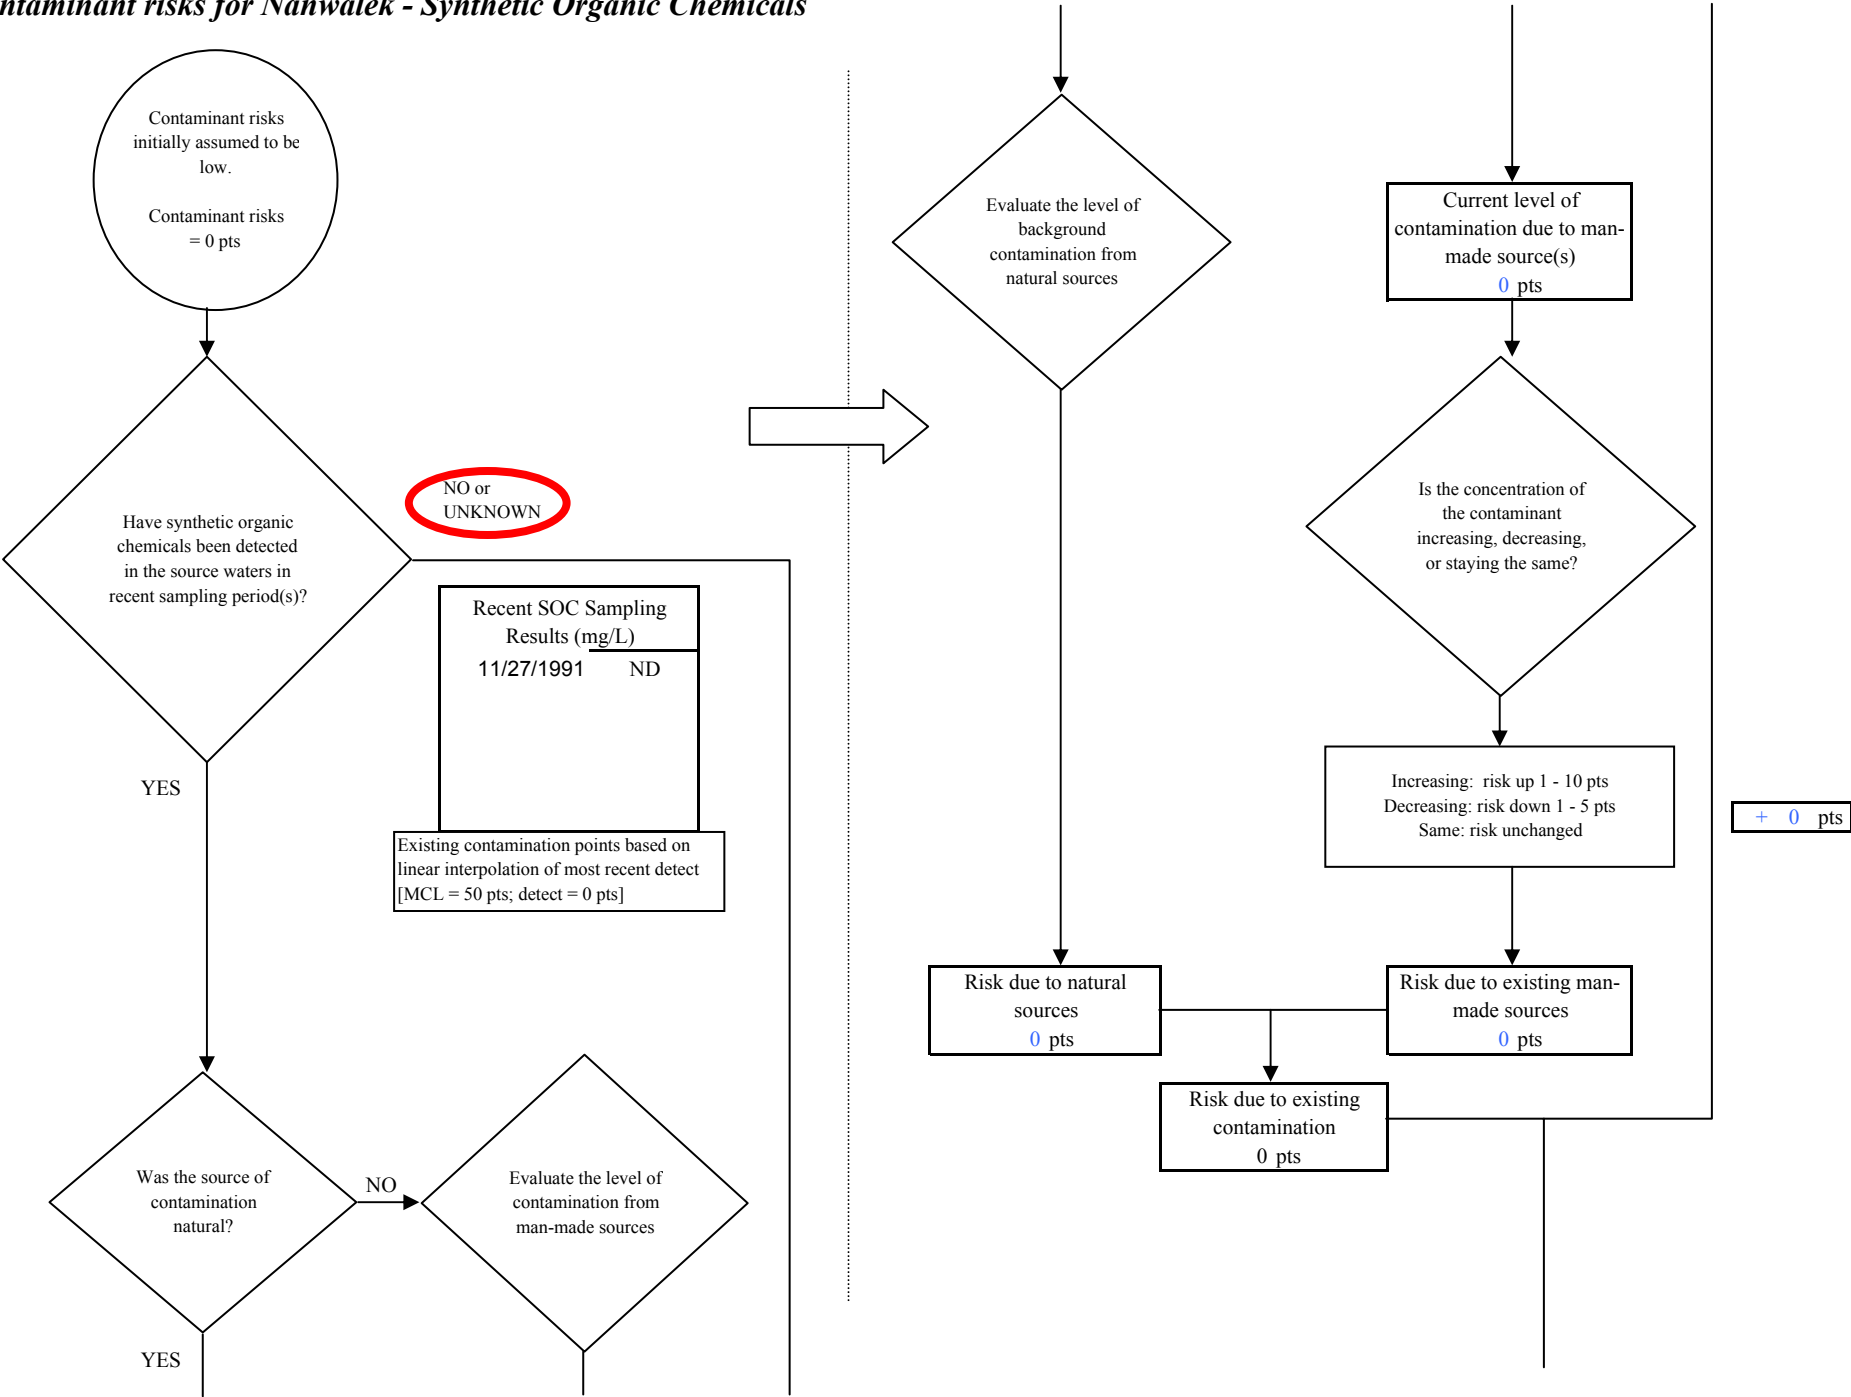 ntaminant risks for Nanwalek - Synthetic Organic Chemicals
Contaminant risks
initially assumed to be
low.
Contaminant risks
= 0 pts
Have synthetic organic
chemicals been detected
in the source waters in
recent sampling period(s)?
NO or
UNKNOWN
Recent SOC Sampling
Results (mg/L)
11/27/1991 ND
Existing contamination points based on
linear interpolation of most recent detect
[MCL = 50 pts; detect = 0 pts]
YES
Was the source of
contamination
natural?
NO
Evaluate the level of
contamination from
man-made sources
YES
Evaluate the level of
background
contamination from
natural sources
Current level of
contamination due to man-
made source(s)
0 pts
Is the concentration of
the contaminant
increasing, decreasing,
or staying the same?
Increasing: risk up 1 - 10 pts
Decreasing: risk down 1 - 5 pts
Same: risk unchanged
+ 0 pts
Risk due to natural
sources
0 pts
Risk due to existing man-
made sources
0 pts
Risk due to existing
contamination
0 pts